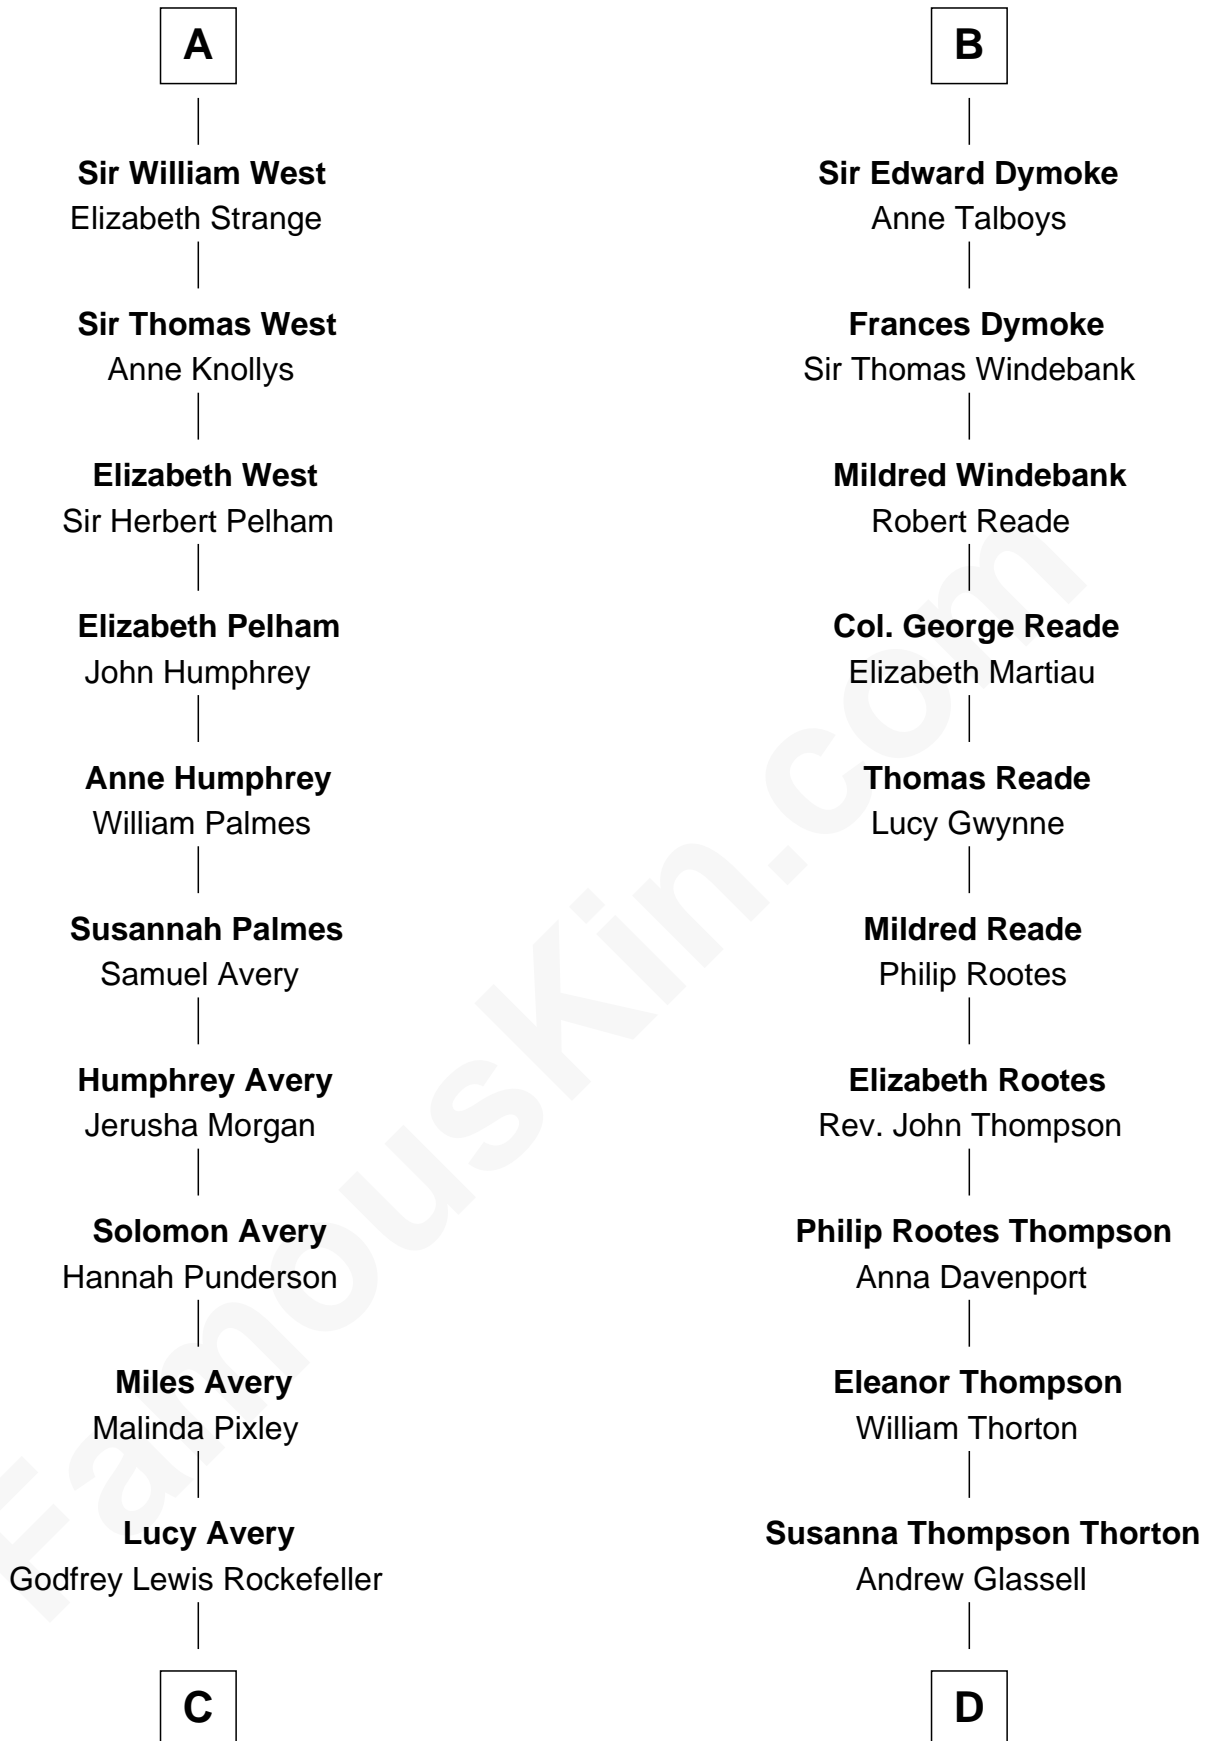 A
Sir William West
Elizabeth Strange
Sir Thomas West
Anne Knollys
Elizabeth West
Sir Herbert Pelham
Elizabeth Pelham
John Humphrey
Anne Humphrey
William Palmes
Susannah Palmes
Samuel Avery
Humphrey Avery
Jerusha Morgan
Solomon Avery
Hannah Punderson
Miles Avery
Malinda Pixley
Lucy Avery
Godfrey Lewis Rockefeller
C
B
Sir Edward Dymoke
Anne Talboys
Frances Dymoke
Sir Thomas Windebank
Mildred Windebank
Robert Reade
Col. George Reade
Elizabeth Martiau
Thomas Reade
Lucy Gwynne
Mildred Reade
Philip Rootes
Elizabeth Rootes
Rev. John Thompson
Philip Rootes Thompson
Anna Davenport
Eleanor Thompson
William Thorton
Susanna Thompson Thorton
Andrew Glassell
D
FamousKin.com